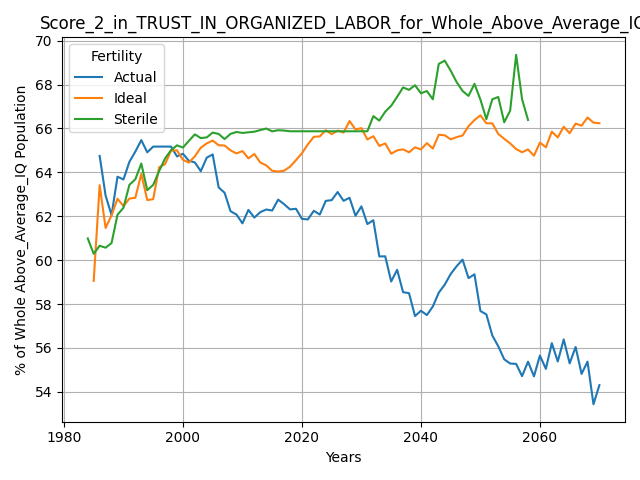 Score_2_in_TRUST_IN_ORGANIZED_LABOR_for_Whole_Above_Average_IQ
% of Whole Above_Average_IQ Population
70
68
66
64
62
60
58
56
54
Fertility
Actual
Ideal
Sterile
1980 2000 2020 2040 2060
Years